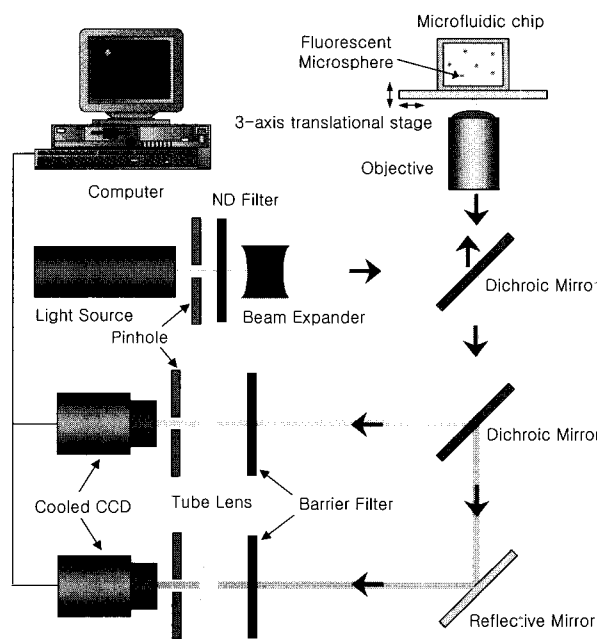 Microfluidic chip
Fluorescent
Microsphere
3-axis translational stage
Objective
Computer
ND Filter
Light Source
Beam Expander
Dichroic Mirror
Pinhole
Dichroic Mirror
Cooled CCD
Tube Lens
Barrier Filter
Reflective Mirror